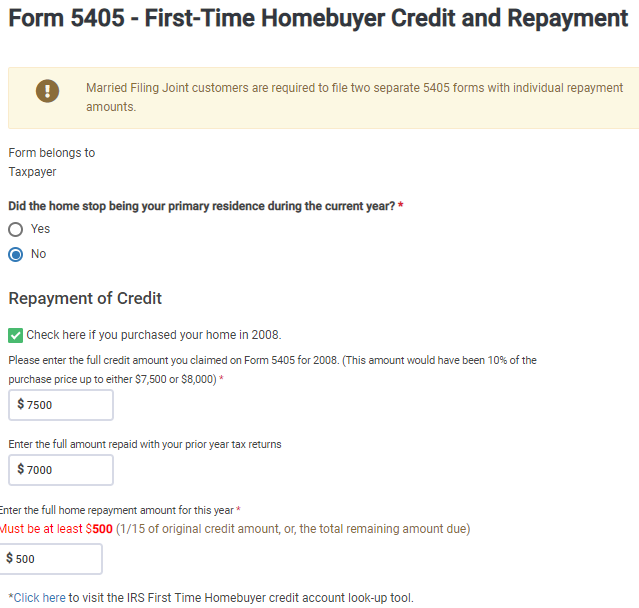 Form 5405 - First-Time Homebuyer Credit and Repayment
Married Filing Joint customers are required to file two separate 5405 forms with individual repayment
amounts.
Form belongs to
Taxpayer
Did the home stop being your primary residence during the current year? *
Yes
No
Repayment of Credit
Check here if you purchased your home in 2008.
Please enter the full credit amount you claimed on Form 5405 for 2008. (This amount would have been 10% of the
purchase price up to either $7,500 or $8,000) *
$ 7500
Enter the full amount repaid with your prior year tax returns
$ 7000
Enter the full home repayment amount for this year *
Must be at least $500 (1/15 of original credit amount, or, the total remaining amount due)
$ 500
*Click here to visit the IRS First Time Homebuyer credit account look-up tool.